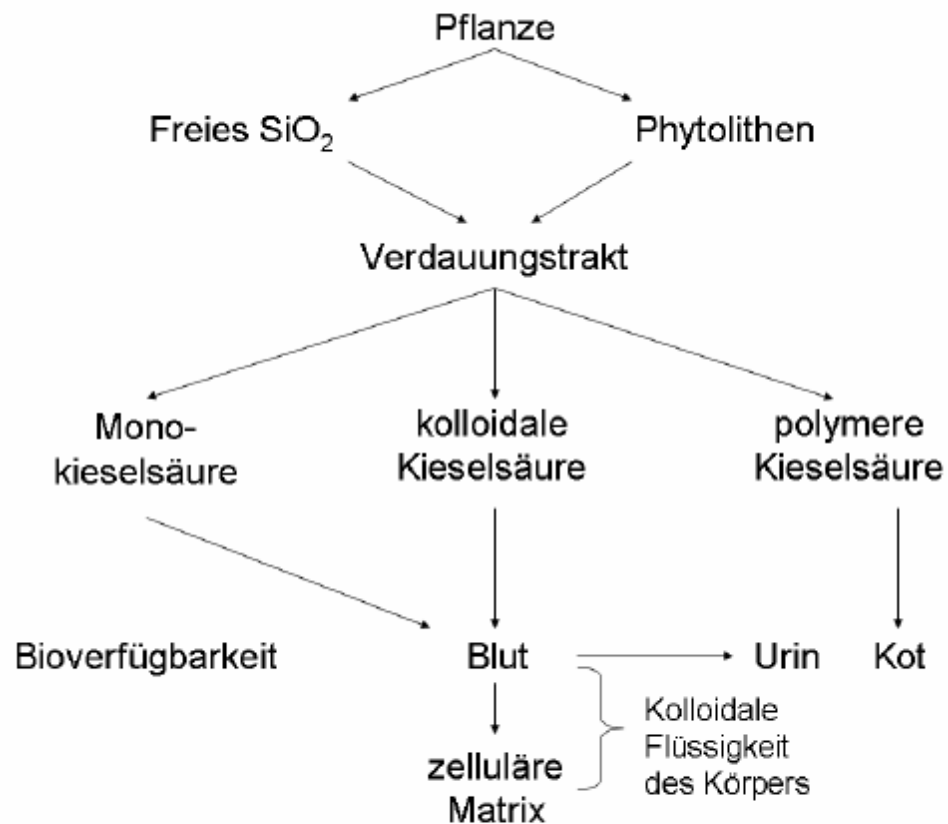 Pflanze
Freies SiO₂
Phytolithen
Verdauungstrakt
Mono-
kieselsäure
kolloidale
Kieselsäure
polymere
Kieselsäure
Bioverfügbarkeit
Blut
Urin
Kot
zelluläre
Matrix
Kolloidale
Flüssigkeit
des Körpers